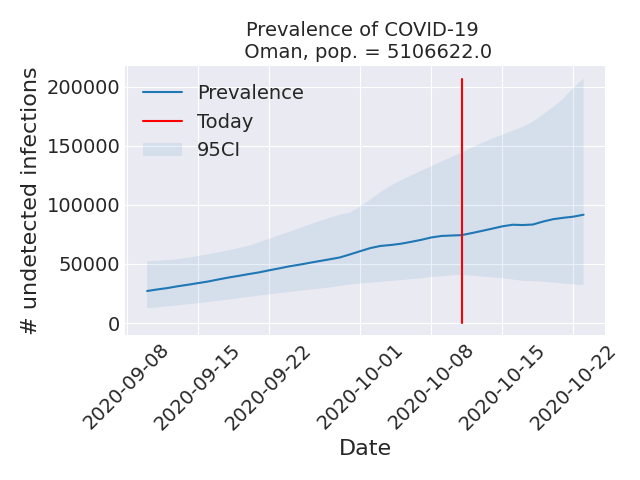 Prevalence of COVID-19
Oman, pop. = 5106622.0
# undetected infections
200000
150000
100000
50000
0
Prevalence
Today
95CI
2020-09-08
2020-09-15
2020-09-22
2020-10-01
2020-10-08
2020-10-15
2020-10-22
Date